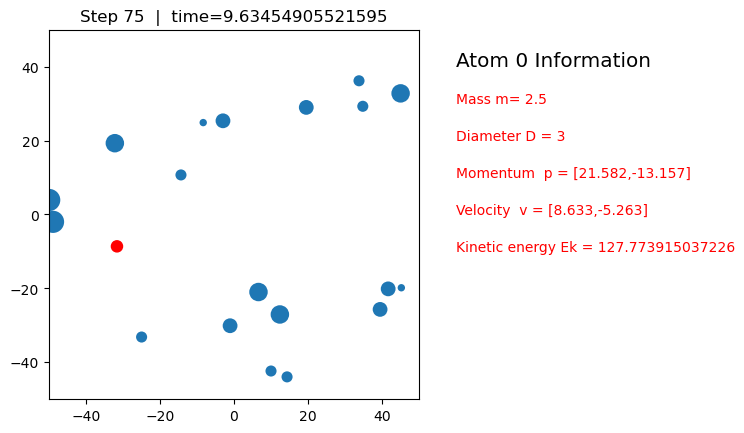 Step 75 | time=9.63454905521595
Atom 0 Information
Mass m= 2.5
Diameter D = 3
Momentum p = [21.582,-13.157]
Velocity v = [8.633,-5.263]
Kinetic energy Ek = 127.773915037226
40
20
0
−20
−40
−40 −20 0 20 40